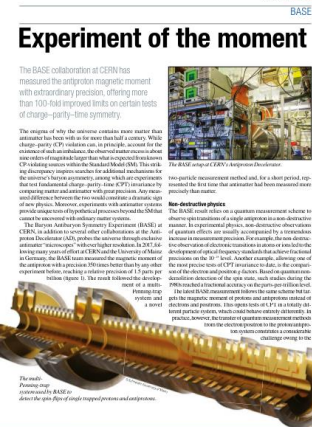 BASE
Experiment of the moment
The BASE collaboration at CERN has
measured the antiproton magnetic moment
with extraordinary precision, offering more
than 100-fold improved limits on certain tests
of charge–parity–time symmetry.
The enigma of why the universe contains more matter than
antimatter has been with us for more than half a century. While
charge–parity (CP) violation can, in principle, account for the
existence of such an imbalance, the observed matter excess is about
nine orders of magnitude larger than what is expected from known
CP-violating sources within the Standard Model (SM). This strik-
ing discrepancy inspires searches for additional mechanisms for
the universe's baryon asymmetry, among which are experiments
that test fundamental charge–parity–time (CPT) invariance by
comparing matter and antimatter with great precision. Any meas-
ured difference between the two would constitute a dramatic sign
of new physics. Moreover, experiments with antimatter systems
provide unique tests of hypothetical processes beyond the SM that
cannot be uncovered with ordinary matter systems.
The Baryon Antibaryon Symmetry Experiment (BASE) at
CERN, in addition to several other collaborations at the Anti-
proton Decelerator (AD), probes the universe through exclusive
antimatter "microscopes" with ever higher resolution. In 2017, fol-
lowing many years of effort at CERN and the University of Mainz
in Germany, the BASE team measured the magnetic moment of
the antiproton with a precision 350 times better than by any other
experiment before, reaching a relative precision of 1.5 parts per
billion (figure 1). The result followed the develop-
ment of a multi-
Penning-trap
system and
a novel
The multi-
Penning-trap
system used by BASE to
detect the spin-flips of single trapped protons and antiprotons.
The BASE setup at CERN's Antiproton Decelerator.
two-particle measurement method and, for a short period, rep-
resented the first time that antimatter had been measured more
precisely than matter.
Non-destructive physics
The BASE result relies on a quantum measurement scheme to
observe spin transitions of a single antiproton in a non-destructive
manner. In experimental physics, non-destructive observations
of quantum effects are usually accompanied by a tremendous
increase in measurement precision. For example, the non-destruc-
tive observation of electronic transitions in atoms or ions led to the
development of optical frequency standards that achieve fractional
precisions on the 10⁻¹⁸ level. Another example, allowing one of
the most precise tests of CPT invariance to date, is the compari-
son of the electron and positron g-factors. Based on quantum non-
demolition detection of the spin state, such studies during the
1980s reached a fractional accuracy on the parts-per-trillion level.
The latest BASE measurement follows the same scheme but tar-
gets the magnetic moment of protons and antiprotons instead of
electrons and positrons. This opens tests of CPT in a totally dif-
ferent particle system, which could behave entirely differently. In
practice, however, the transfer of quantum measurement methods
from the electron/positron to the proton/antipro-
ton system constitutes a considerable
challenge owing to the